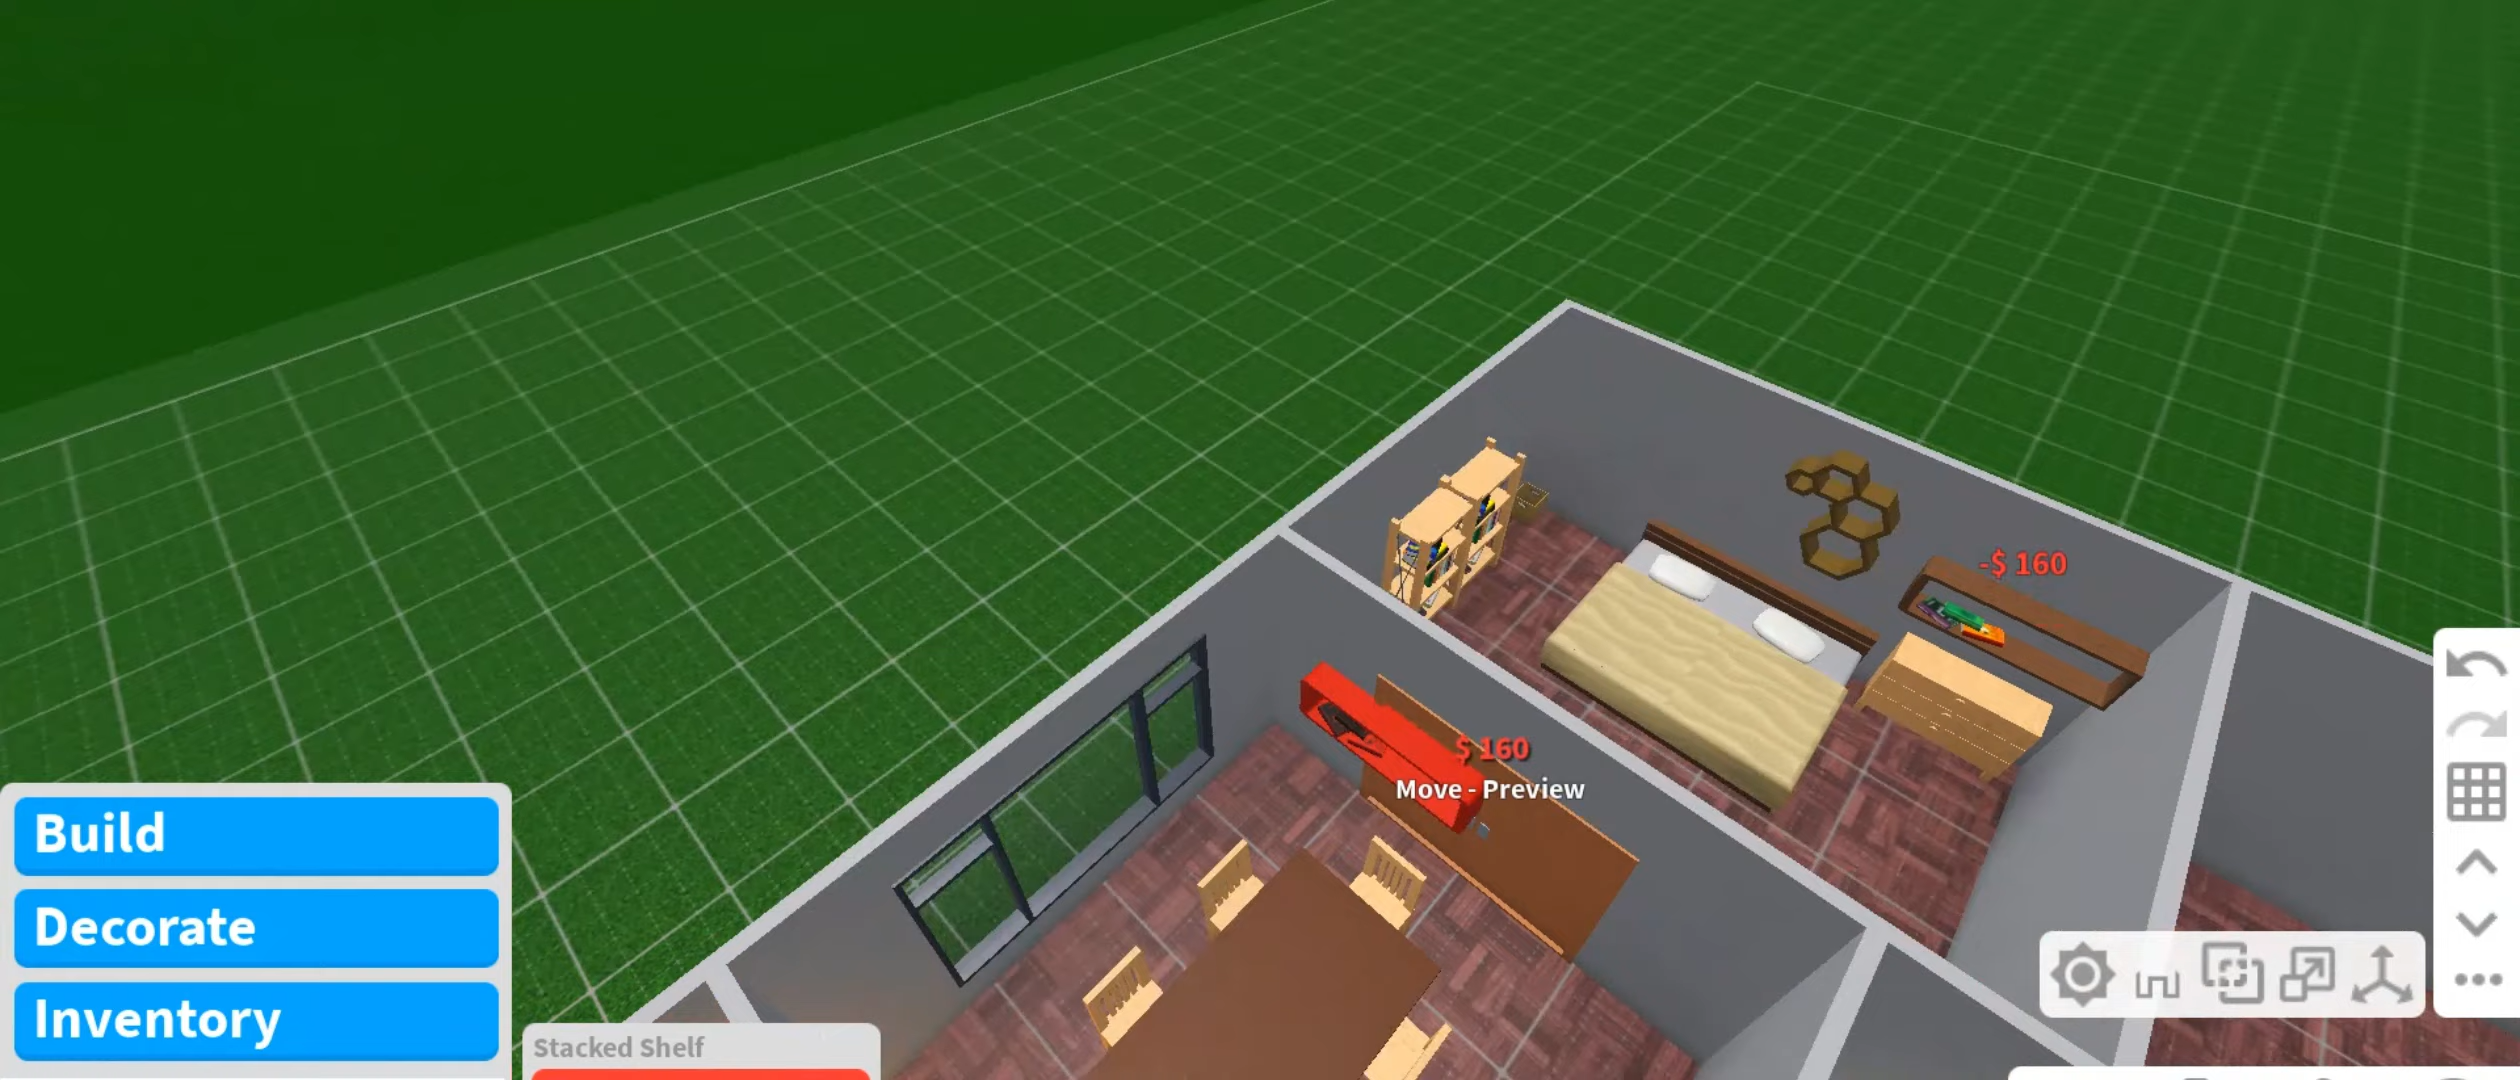 -$ 160
$ 160
Move - Preview
Build
Decorate
Inventory
Stacked Shelf